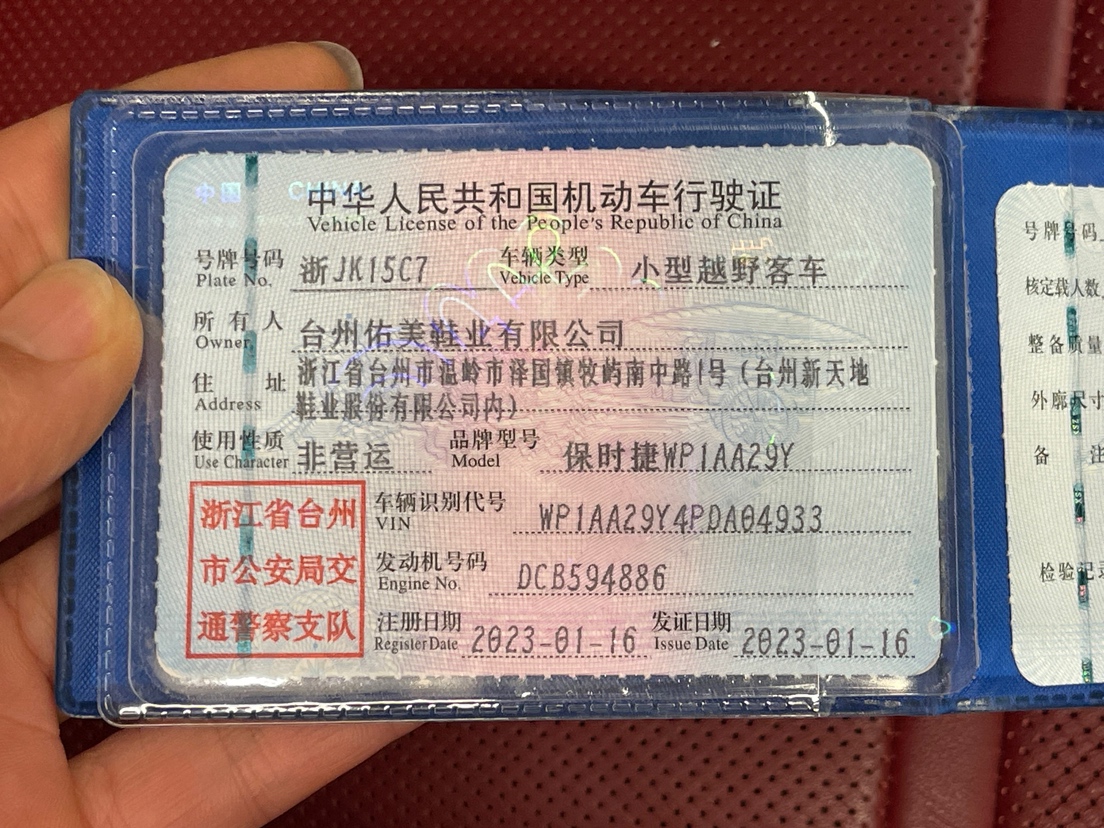 中国 CHINA
中华人民共和国机动车行驶证
Vehicle License of the People's Republic of China
号牌号码 浙JK15C7 车辆类型 小型越野客车
Plate No. Vehicle Type
所有人 台州佑美鞋业有限公司
Owner
住址 浙江省台州市温岭市泽国镇牧屿南中路1号（台州新天地
Address 鞋业股份有限公司内）
使用性质 非营运 品牌型号 保时捷WP1AA29Y
Use Character Model
浙江省台州
市公安局交
通警察支队
车辆识别代号 WP1AA29Y4PDA04933
VIN
发动机号码 DCB594886
Engine No.
注册日期 2023-01-16 发证日期 2023-01-16
Register Date Issue Date
号牌号码
核定载人数
整备质量
外廓尺寸
备注
检验记录